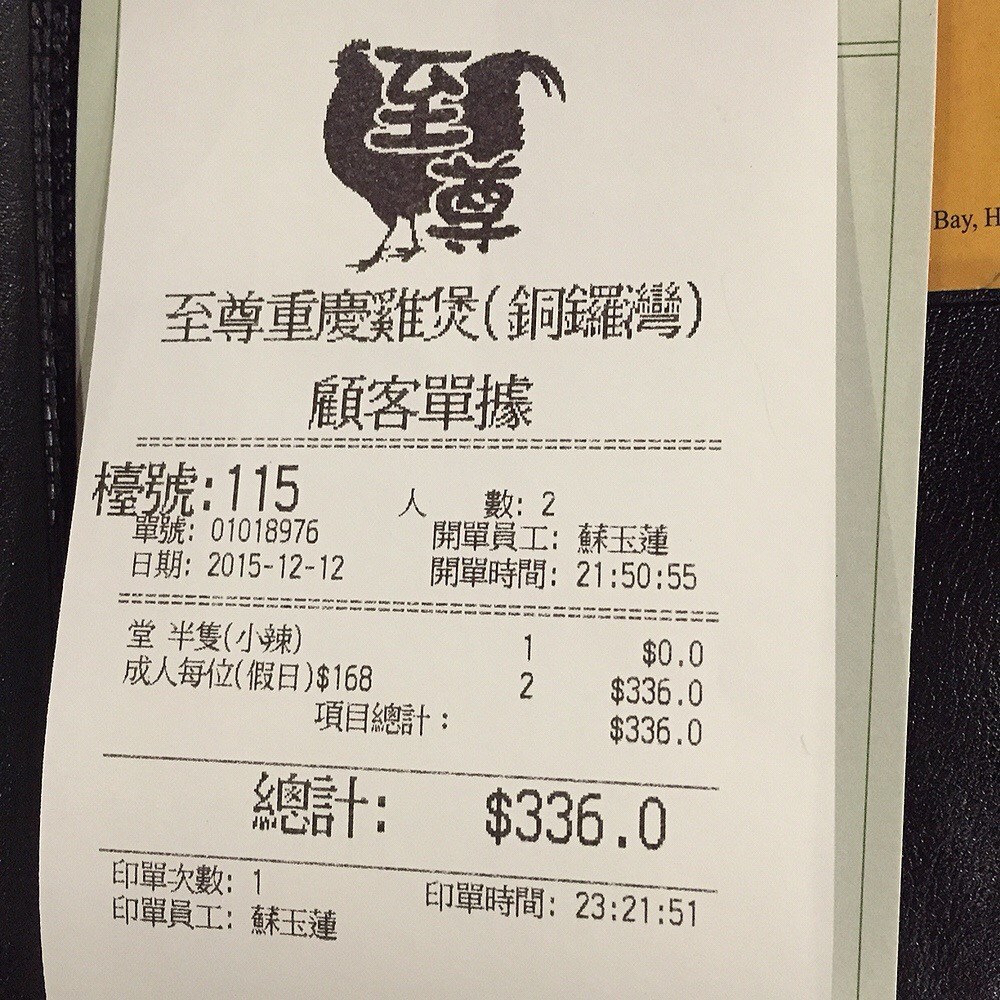 至尊
至尊重慶雞煲(銅鑼灣)
顧客單據
檯號:115 人 數: 2
單號: 01018976 開單員工: 蘇玉蓮
日期: 2015-12-12 開單時間: 21:50:55
堂 半隻(小辣) 1 $0.0
成人每位(假日)$168 2 $336.0
項目總計: $336.0
總計: $336.0
印單次數: 1 印單時間: 23:21:51
印單員工: 蘇玉蓮
Bay, H